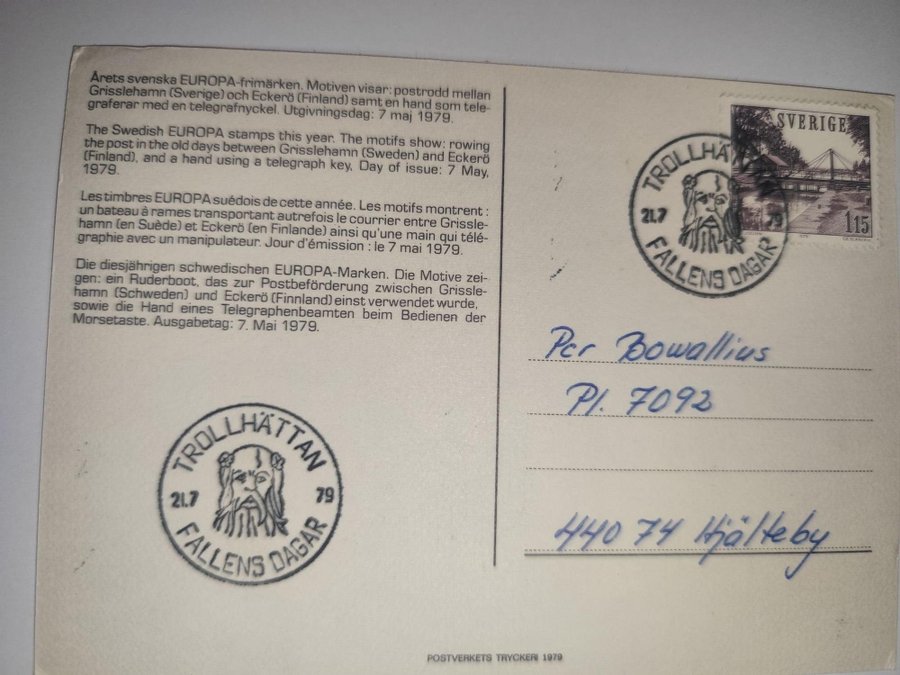 Årets svenska EUROPA-frimärken. Motiven visar: postrodd mellan
Grisslehamn (Sverige) och Eckerö (Finland) samt en hand som tele-
graferar med en telegrafnyckel. Utgivningsdag: 7 maj 1979.
The Swedish EUROPA stamps this year. The motifs show: rowing
the post in the old days between Grisslehamn (Sweden) and Eckerö
(Finland), and a hand using a telegraph key. Day of issue: 7 May,
1979.
Les timbres EUROPA suédois de cette année. Les motifs montrent :
un bateau à rames transportant autrefois le courrier entre Grissle-
hamn (en Suède) et Eckerö (en Finlande) ainsi qu'une main qui télé-
graphie avec un manipulateur. Jour d'émission : le 7 mai 1979.
Die diesjährigen schwedischen EUROPA-Marken. Die Motive zei-
gen: ein Ruderboot, das zur Postbeförderung zwischen Grissle-
hamn (Schweden) und Eckerö (Finnland) einst verwendet wurde,
sowie die Hand eines Telegraphenbeamten beim Bedienen der
Morsetaste. Ausgabetag: 7. Mai 1979.
TROLLHÄTTAN
21.7 79
FALLENS DAGAR
SVERIGE
115
TROLLHÄTTAN
21.7 79
FALLENS DAGAR
Per Bowallius
Pl. 7092
440 74 Hjälteby
POSTVERKETS TRYCKERI 1979